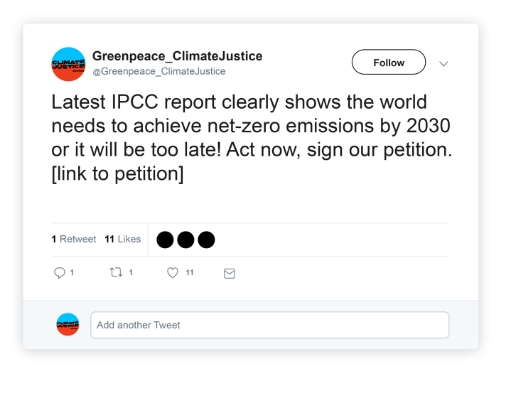 CLIMATE
JUSTICE
Greenpeace_ClimateJustice
@Greenpeace_ClimateJustice
Follow
Latest IPCC report clearly shows the world
needs to achieve net-zero emissions by 2030
or it will be too late! Act now, sign our petition.
[link to petition]
1 Retweet 11 Likes
1 1 11
Add another Tweet